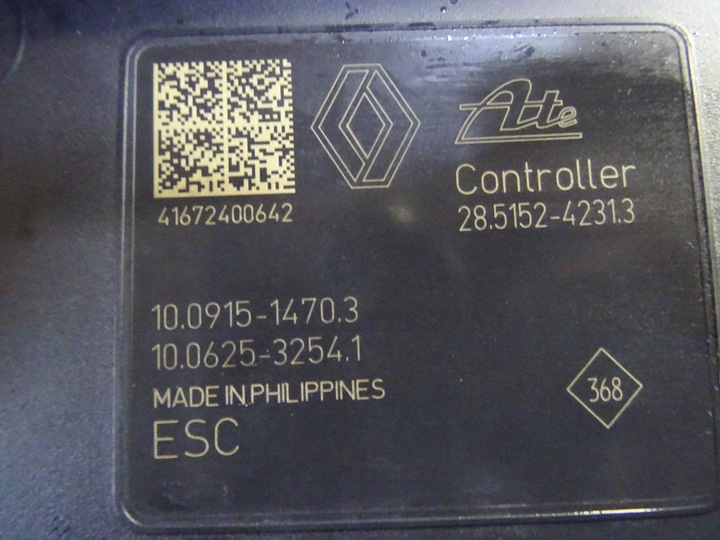 Ate
Controller
28.5152-4231.3
41672400642
10.0915-1470.3
10.0625-3254.1
MADE IN PHILIPPINES
ESC
368